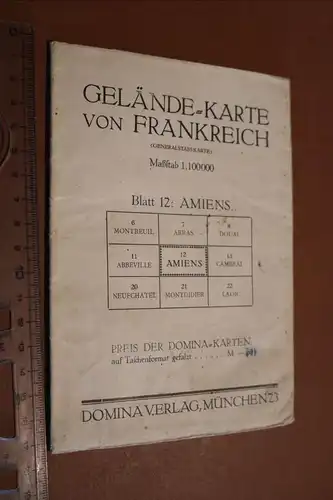 GELÄNDE-KARTE
VON FRANKREICH
(GENERALSTABSKARTE)
Maßstab 1:100000
Blatt 12: AMIENS.
6 7 8
MONTREUIL ARRAS DOUAI
11 12 13
ABBEVILLE AMIENS CAMBRAI
20 21 22
NEUFCHATEL MONTDIDIER LAON
PREIS DER DOMINA-KARTEN
auf Taschenformat gefalzt . . . . . . M
DOMINA VERLAG, MÜNCHEN 23